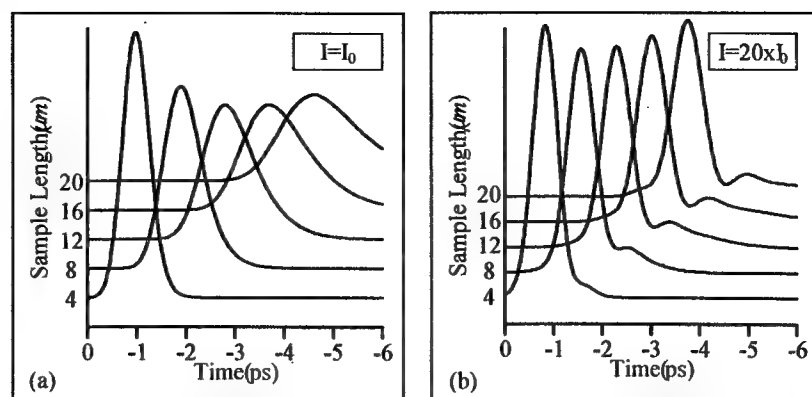 I=I₀
Sample Length(μm)
20
16
12
8
4
0 -1 -2 -3 -4 -5 -6
Time(ps)
(a)
I=20xI₀
Sample Length(μm)
20
16
12
8
4
0 -1 -2 -3 -4 -5 -6
Time(ps)
(b)